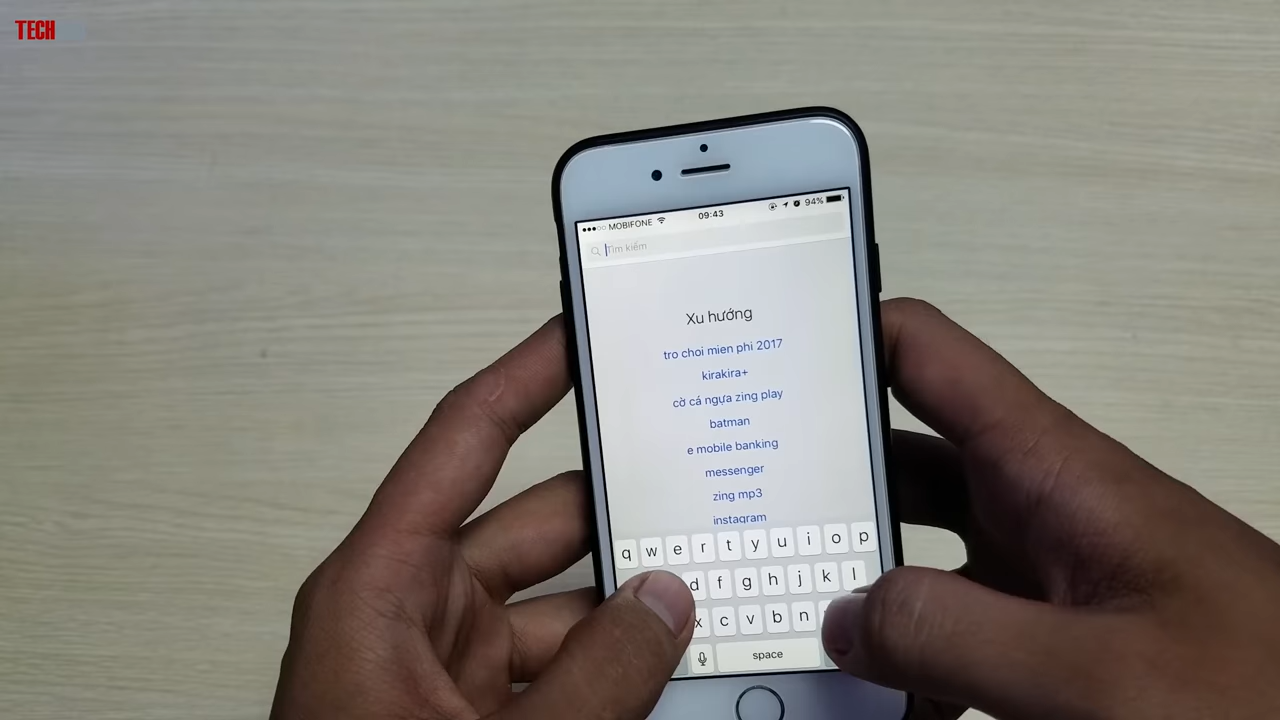 TECH
MOBIFONE 09:43 94%
Tìm kiếm
Xu hướng
tro choi mien phi 2017
kirakira+
cờ cá ngựa zing play
batman
e mobile banking
messenger
zing mp3
instagram
q w e r t y u i o p
d f g h j k l
x c v b n
space